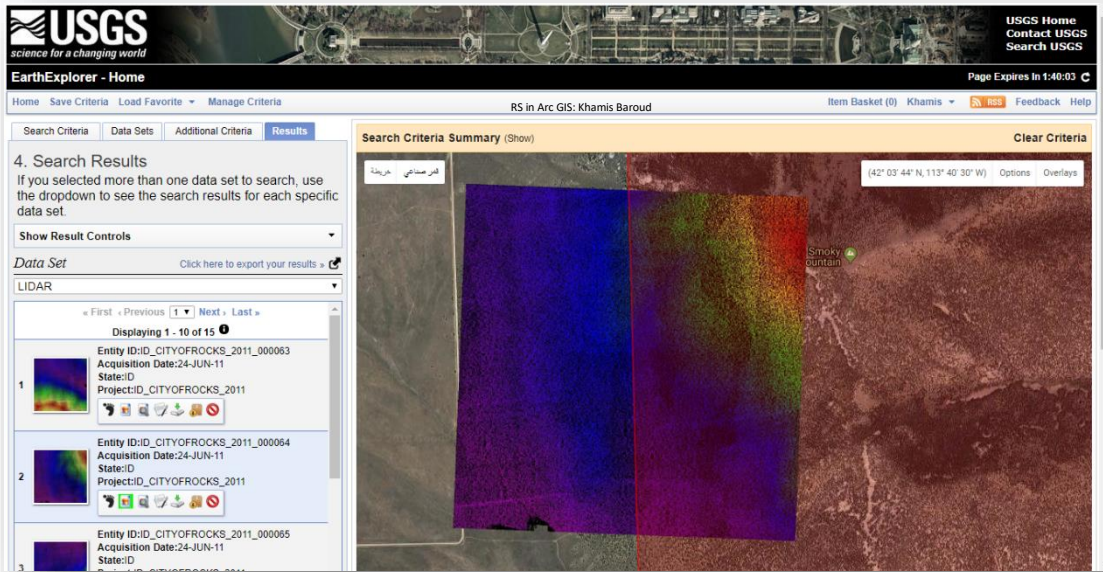 USGS
science for a changing world
USGS Home
Contact USGS
Search USGS
EarthExplorer - Home
Page Expires In 1:40:03
Home Save Criteria Load Favorite Manage Criteria
RS in Arc GIS: Khamis Baroud
Item Basket (0) Khamis RSS Feedback Help
Search Criteria Data Sets Additional Criteria Results
4. Search Results
If you selected more than one data set to search, use
the dropdown to see the search results for each specific
data set.
Show Result Controls
Data Set Click here to export your results »
LIDAR
« First ‹ Previous 1 Next › Last »
Displaying 1 - 10 of 15
1
Entity ID:ID_CITYOFROCKS_2011_000063
Acquisition Date:24-JUN-11
State:ID
Project:ID_CITYOFROCKS_2011
2
Entity ID:ID_CITYOFROCKS_2011_000064
Acquisition Date:24-JUN-11
State:ID
Project:ID_CITYOFROCKS_2011
3
Entity ID:ID_CITYOFROCKS_2011_000065
Acquisition Date:24-JUN-11
State:ID
Search Criteria Summary (Show) Clear Criteria
خريطة القمر صناعي
(42° 03' 44" N, 113° 40' 30" W) Options Overlays
Smoky
ountain